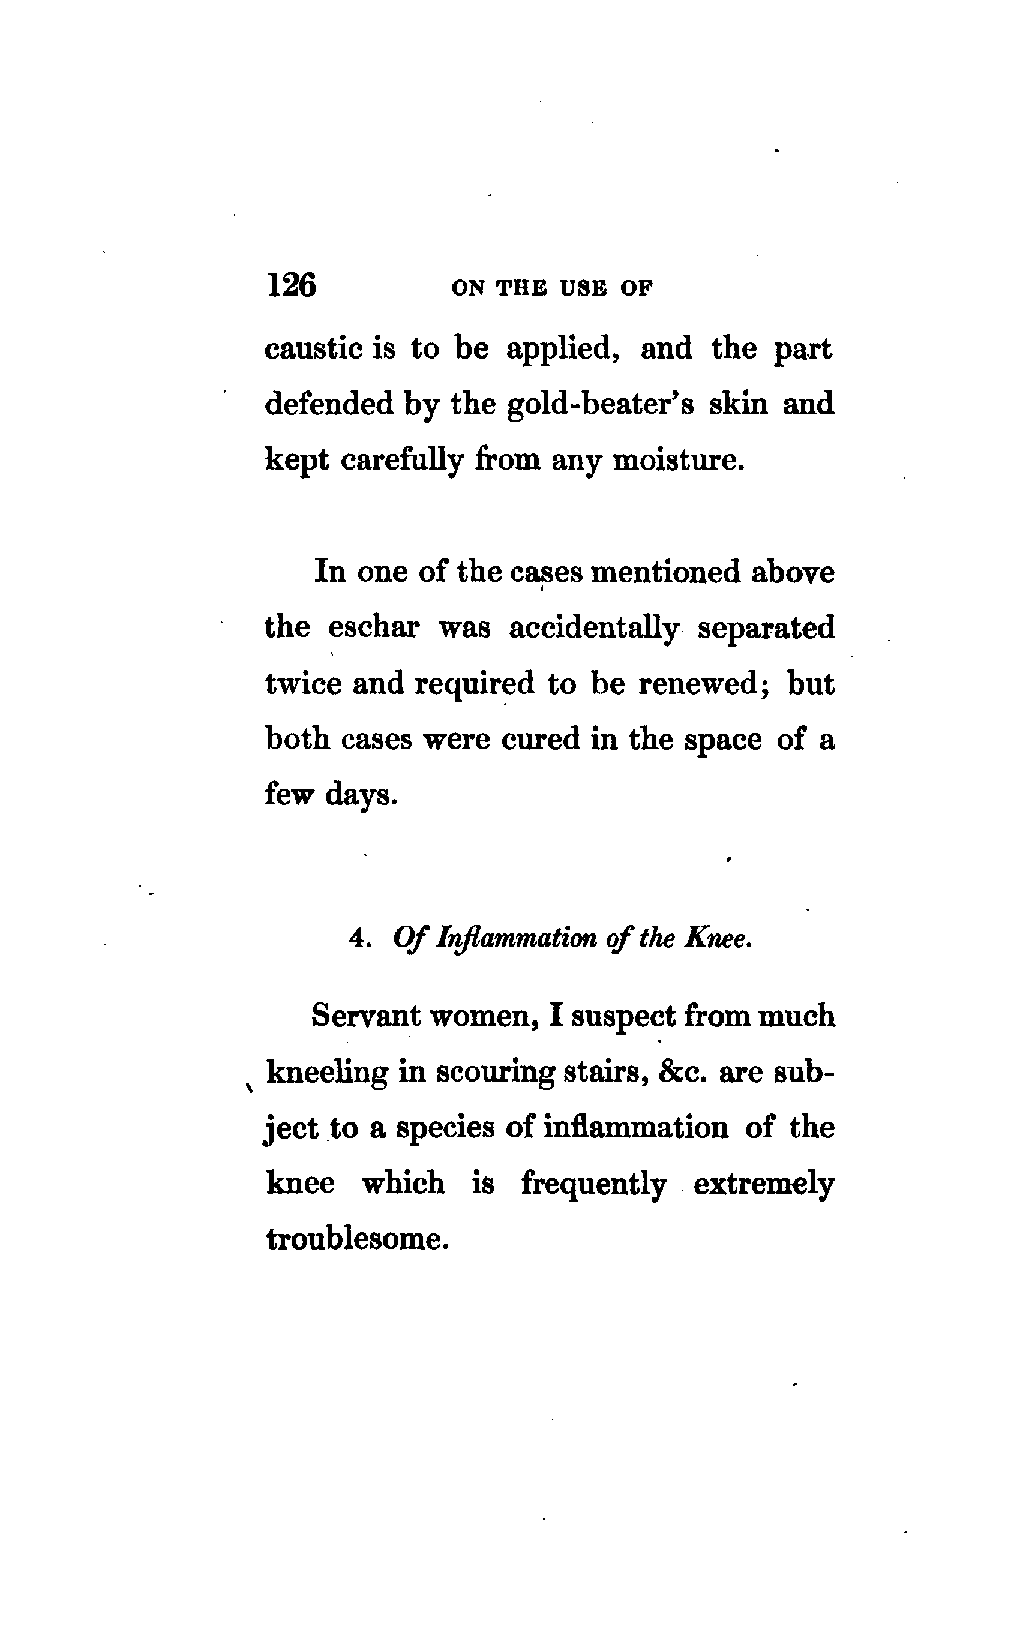 126 ON THE USE OF
caustic is to be applied, and the part
defended by the gold-beater's skin and
kept carefully from any moisture.
In one of the cases mentioned above
the eschar was accidentally separated
twice and required to be renewed; but
both cases were cured in the space of a
few days.
4. Of Inflammation of the Knee.
Servant women, I suspect from much
kneeling in scouring stairs, &c. are sub-
ject to a species of inflammation of the
knee which is frequently extremely
troublesome.